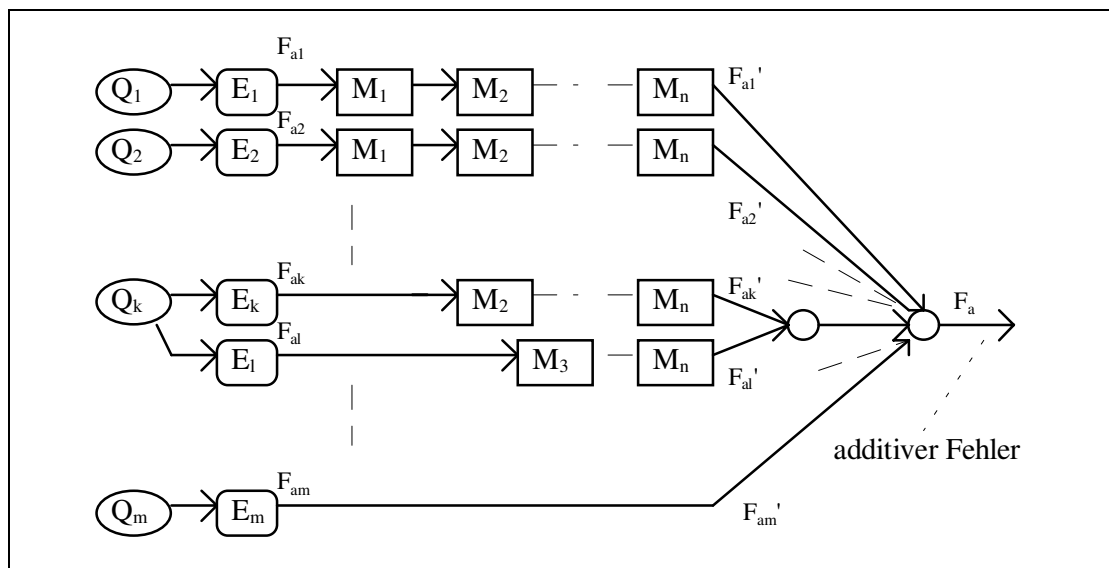 F_a1
Q_1 E_1 M_1 M_2 M_n F_a1'
F_a2
Q_2 E_2 M_1 M_2 M_n
F_a2'
F_ak
Q_k E_k M_2 M_n F_ak'
F_a
F_al
E_l M_3 M_n F_al'
additiver Fehler
F_am
Q_m E_m F_am'